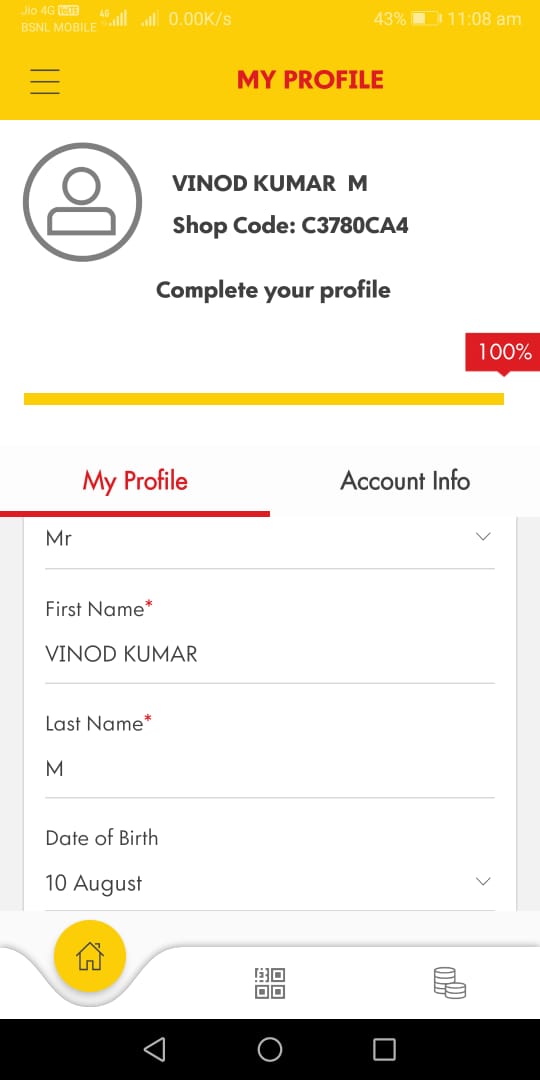 Jio 4G VoLTE 4G 0.00K/s 43% 11:08 am
BSNL MOBILE
MY PROFILE
VINOD KUMAR M
Shop Code: C3780CA4
Complete your profile
100%
My Profile Account Info
Mr
First Name*
VINOD KUMAR
Last Name*
M
Date of Birth
10 August